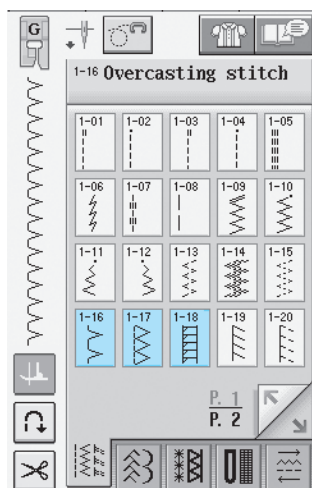 G
1-16 Overcasting stitch
1-01 1-02 1-03 1-04 1-05
1-06 1-07 1-08 1-09 1-10
1-11 1-12 1-13 1-14 1-15
1-16 1-17 1-18 1-19 1-20
P. 1
P. 2